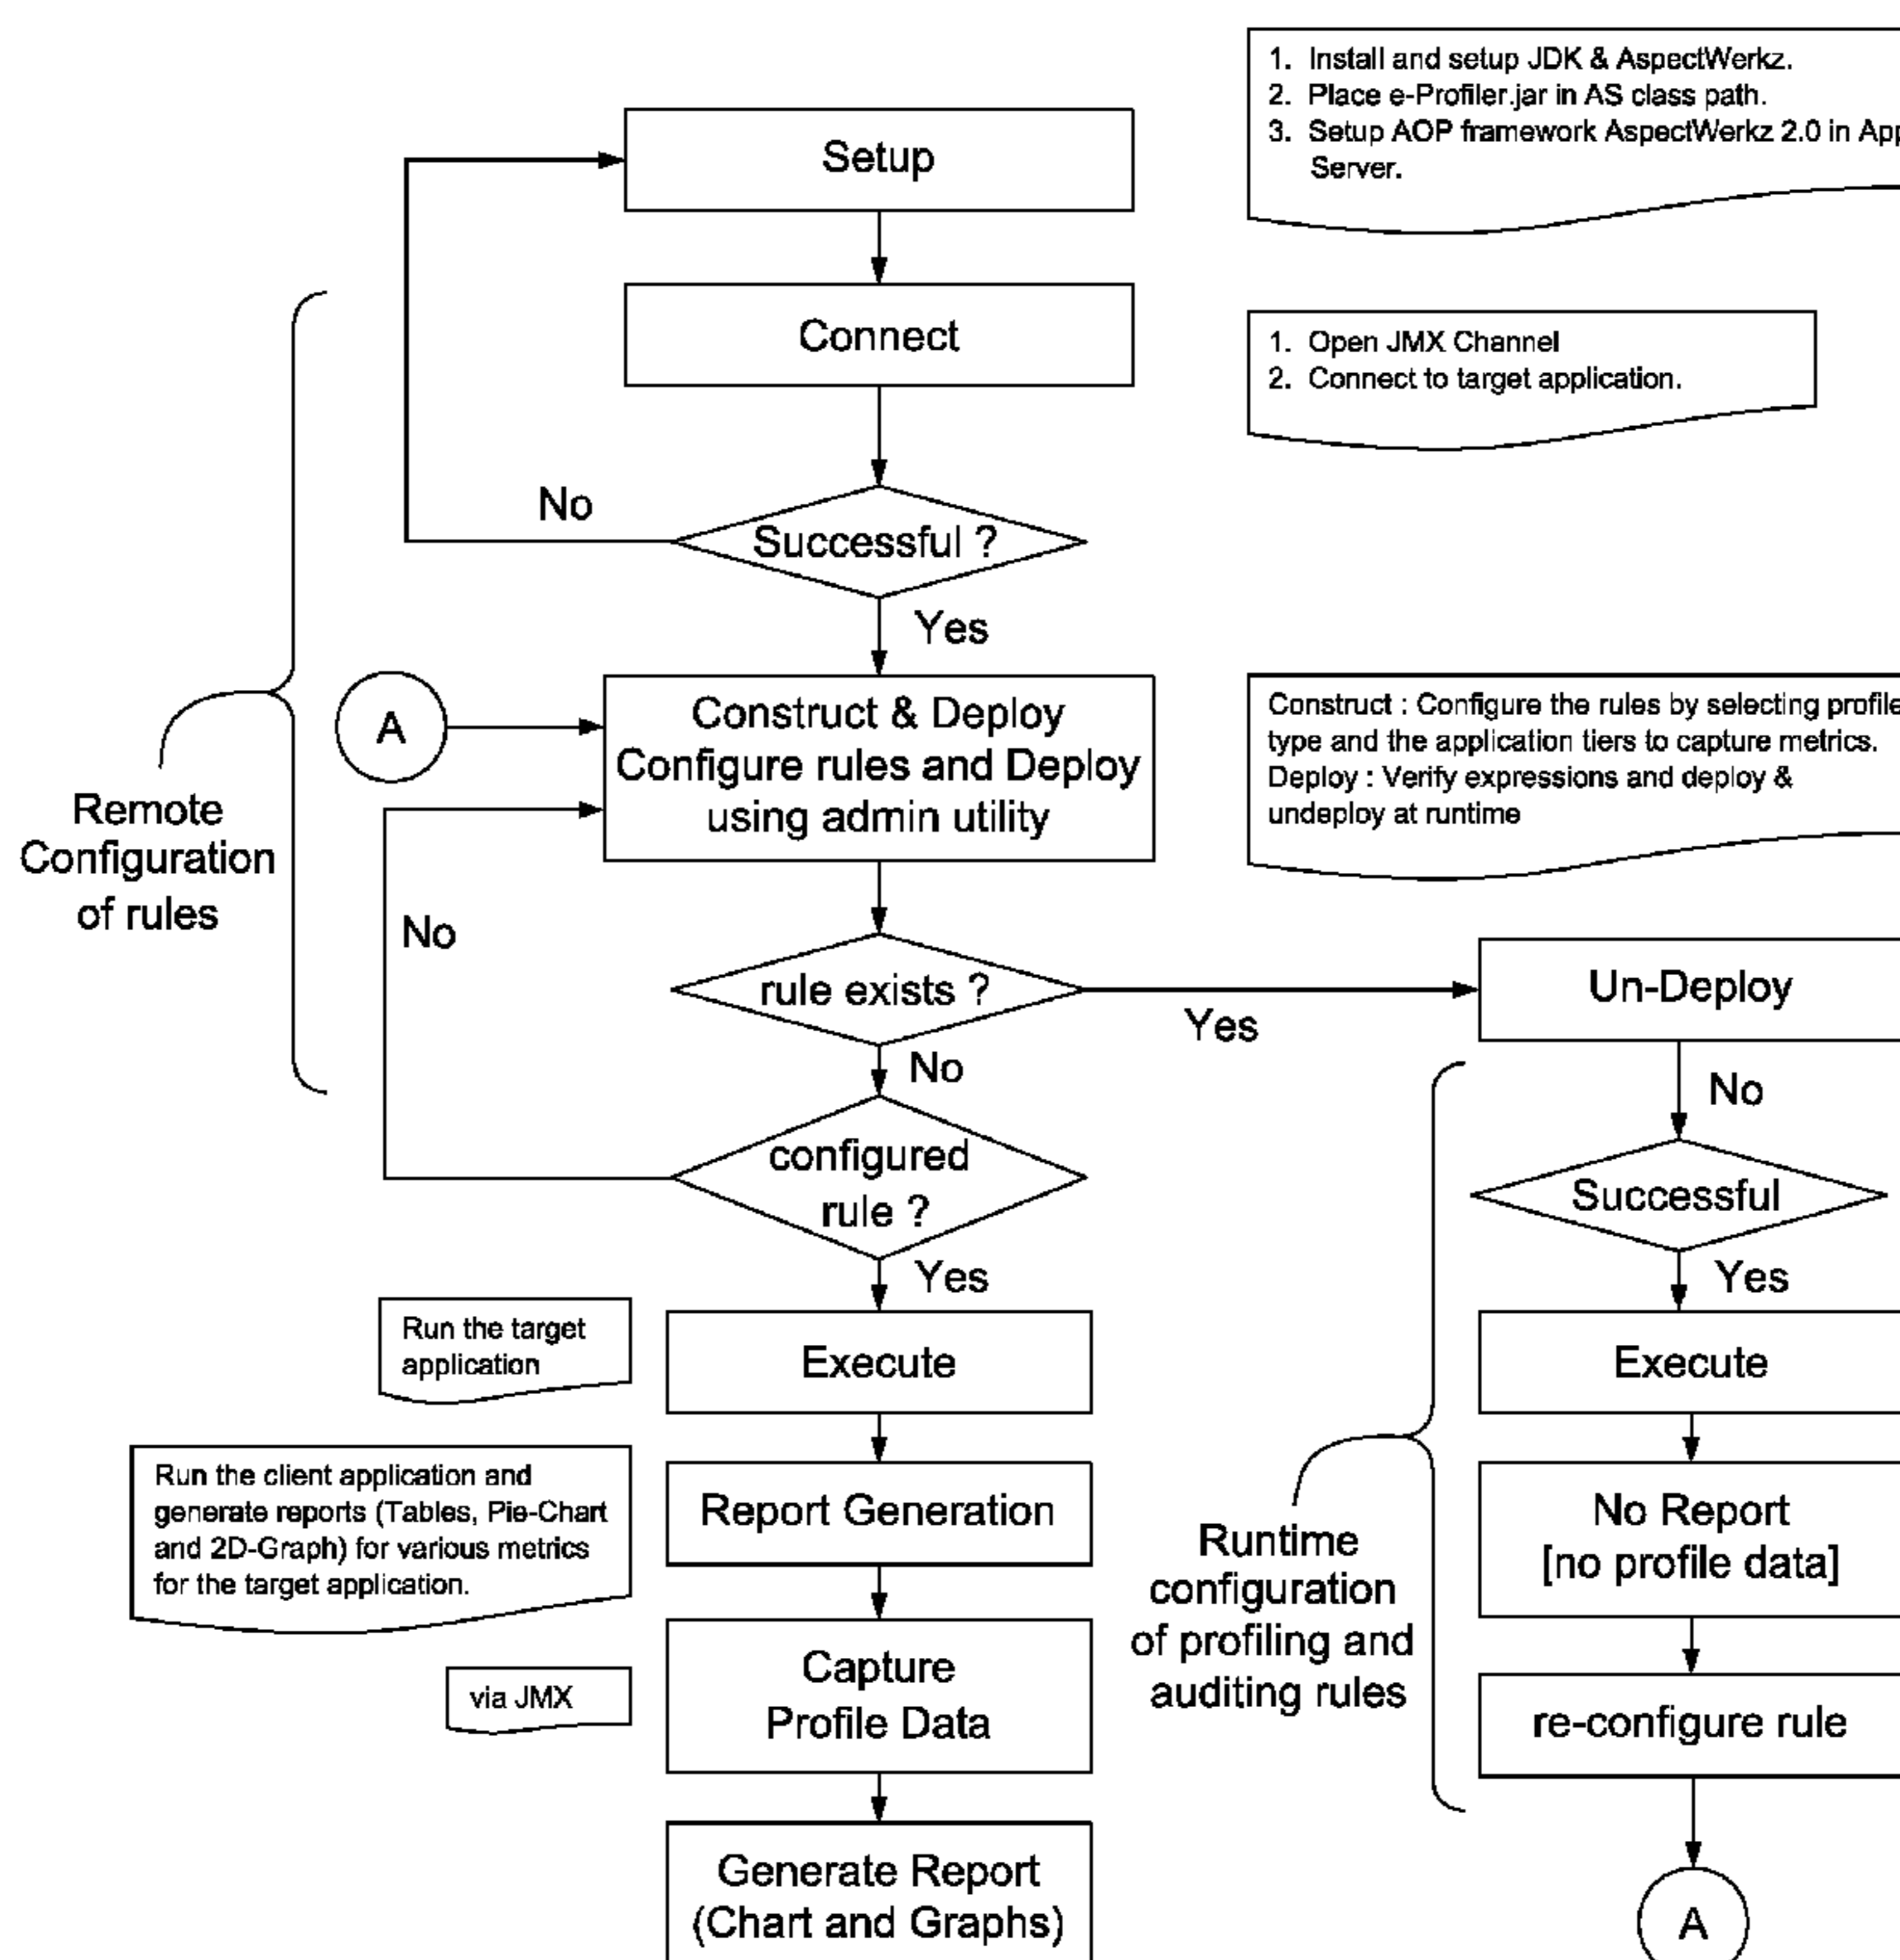 Setup
1. Install and setup JDK & AspectWerkz.
2. Place e-Profiler.jar in AS class path.
3. Setup AOP framework AspectWerkz 2.0 in App
Server.
Connect
1. Open JMX Channel
2. Connect to target application.
Successful ?
No
Yes
A
Construct & Deploy
Configure rules and Deploy
using admin utility
Construct : Configure the rules by selecting profile
type and the application tiers to capture metrics.
Deploy : Verify expressions and deploy &
undeploy at runtime
Remote
Configuration
of rules
No
rule exists ?
Yes
Un-Deploy
No
No
configured
rule ?
Successful
Yes
Yes
Run the target
application
Execute
Execute
Run the client application and
generate reports (Tables, Pie-Chart
and 2D-Graph) for various metrics
for the target application.
Report Generation
No Report
[no profile data]
Runtime
configuration
of profiling and
auditing rules
via JMX
Capture
Profile Data
re-configure rule
Generate Report
(Chart and Graphs)
A